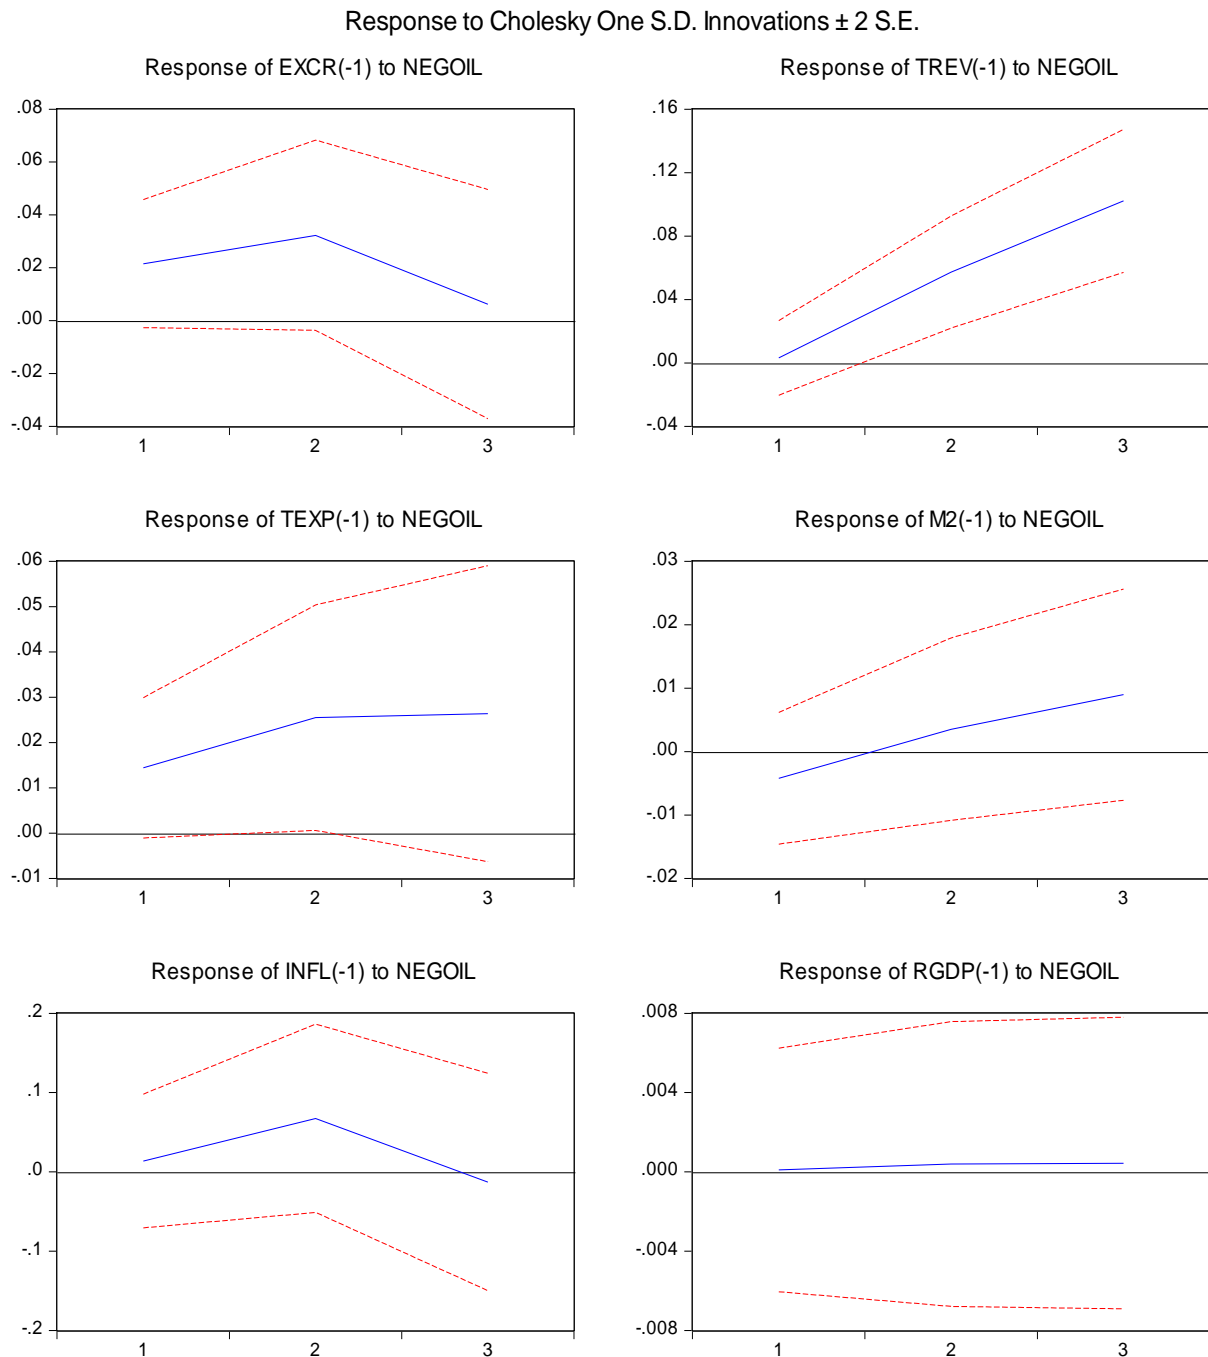 Response to Cholesky One S.D. Innovations ± 2 S.E.
Response of EXCR(-1) to NEGOIL
.08
.06
.04
.02
.00
-.02
-.04
1 2 3
Response of TREV(-1) to NEGOIL
.16
.12
.08
.04
.00
-.04
1 2 3
Response of TEXP(-1) to NEGOIL
.06
.05
.04
.03
.02
.01
.00
-.01
1 2 3
Response of M2(-1) to NEGOIL
.03
.02
.01
.00
-.01
-.02
1 2 3
Response of INFL(-1) to NEGOIL
.2
.1
.0
-.1
-.2
1 2 3
Response of RGDP(-1) to NEGOIL
.008
.004
.000
-.004
-.008
1 2 3